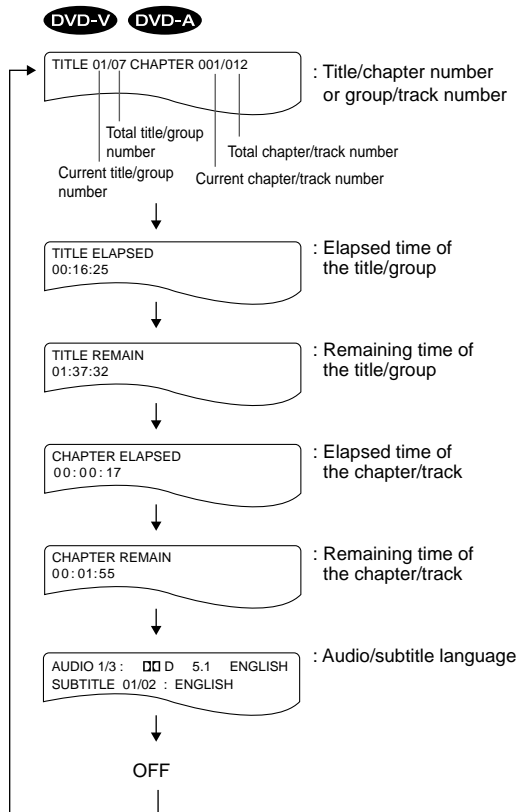 DVD-V DVD-A
TITLE 01/07 CHAPTER 001/012
: Title/chapter number
or group/track number
Total title/group
number
Total chapter/track number
Current title/group
number
Current chapter/track number
TITLE ELAPSED
00:16:25
: Elapsed time of
the title/group
TITLE REMAIN
01:37:32
: Remaining time of
the title/group
CHAPTER ELAPSED
00:00:17
: Elapsed time of
the chapter/track
CHAPTER REMAIN
00:01:55
: Remaining time of
the chapter/track
AUDIO 1/3 : DD D 5.1 ENGLISH
SUBTITLE 01/02 : ENGLISH
: Audio/subtitle language
OFF